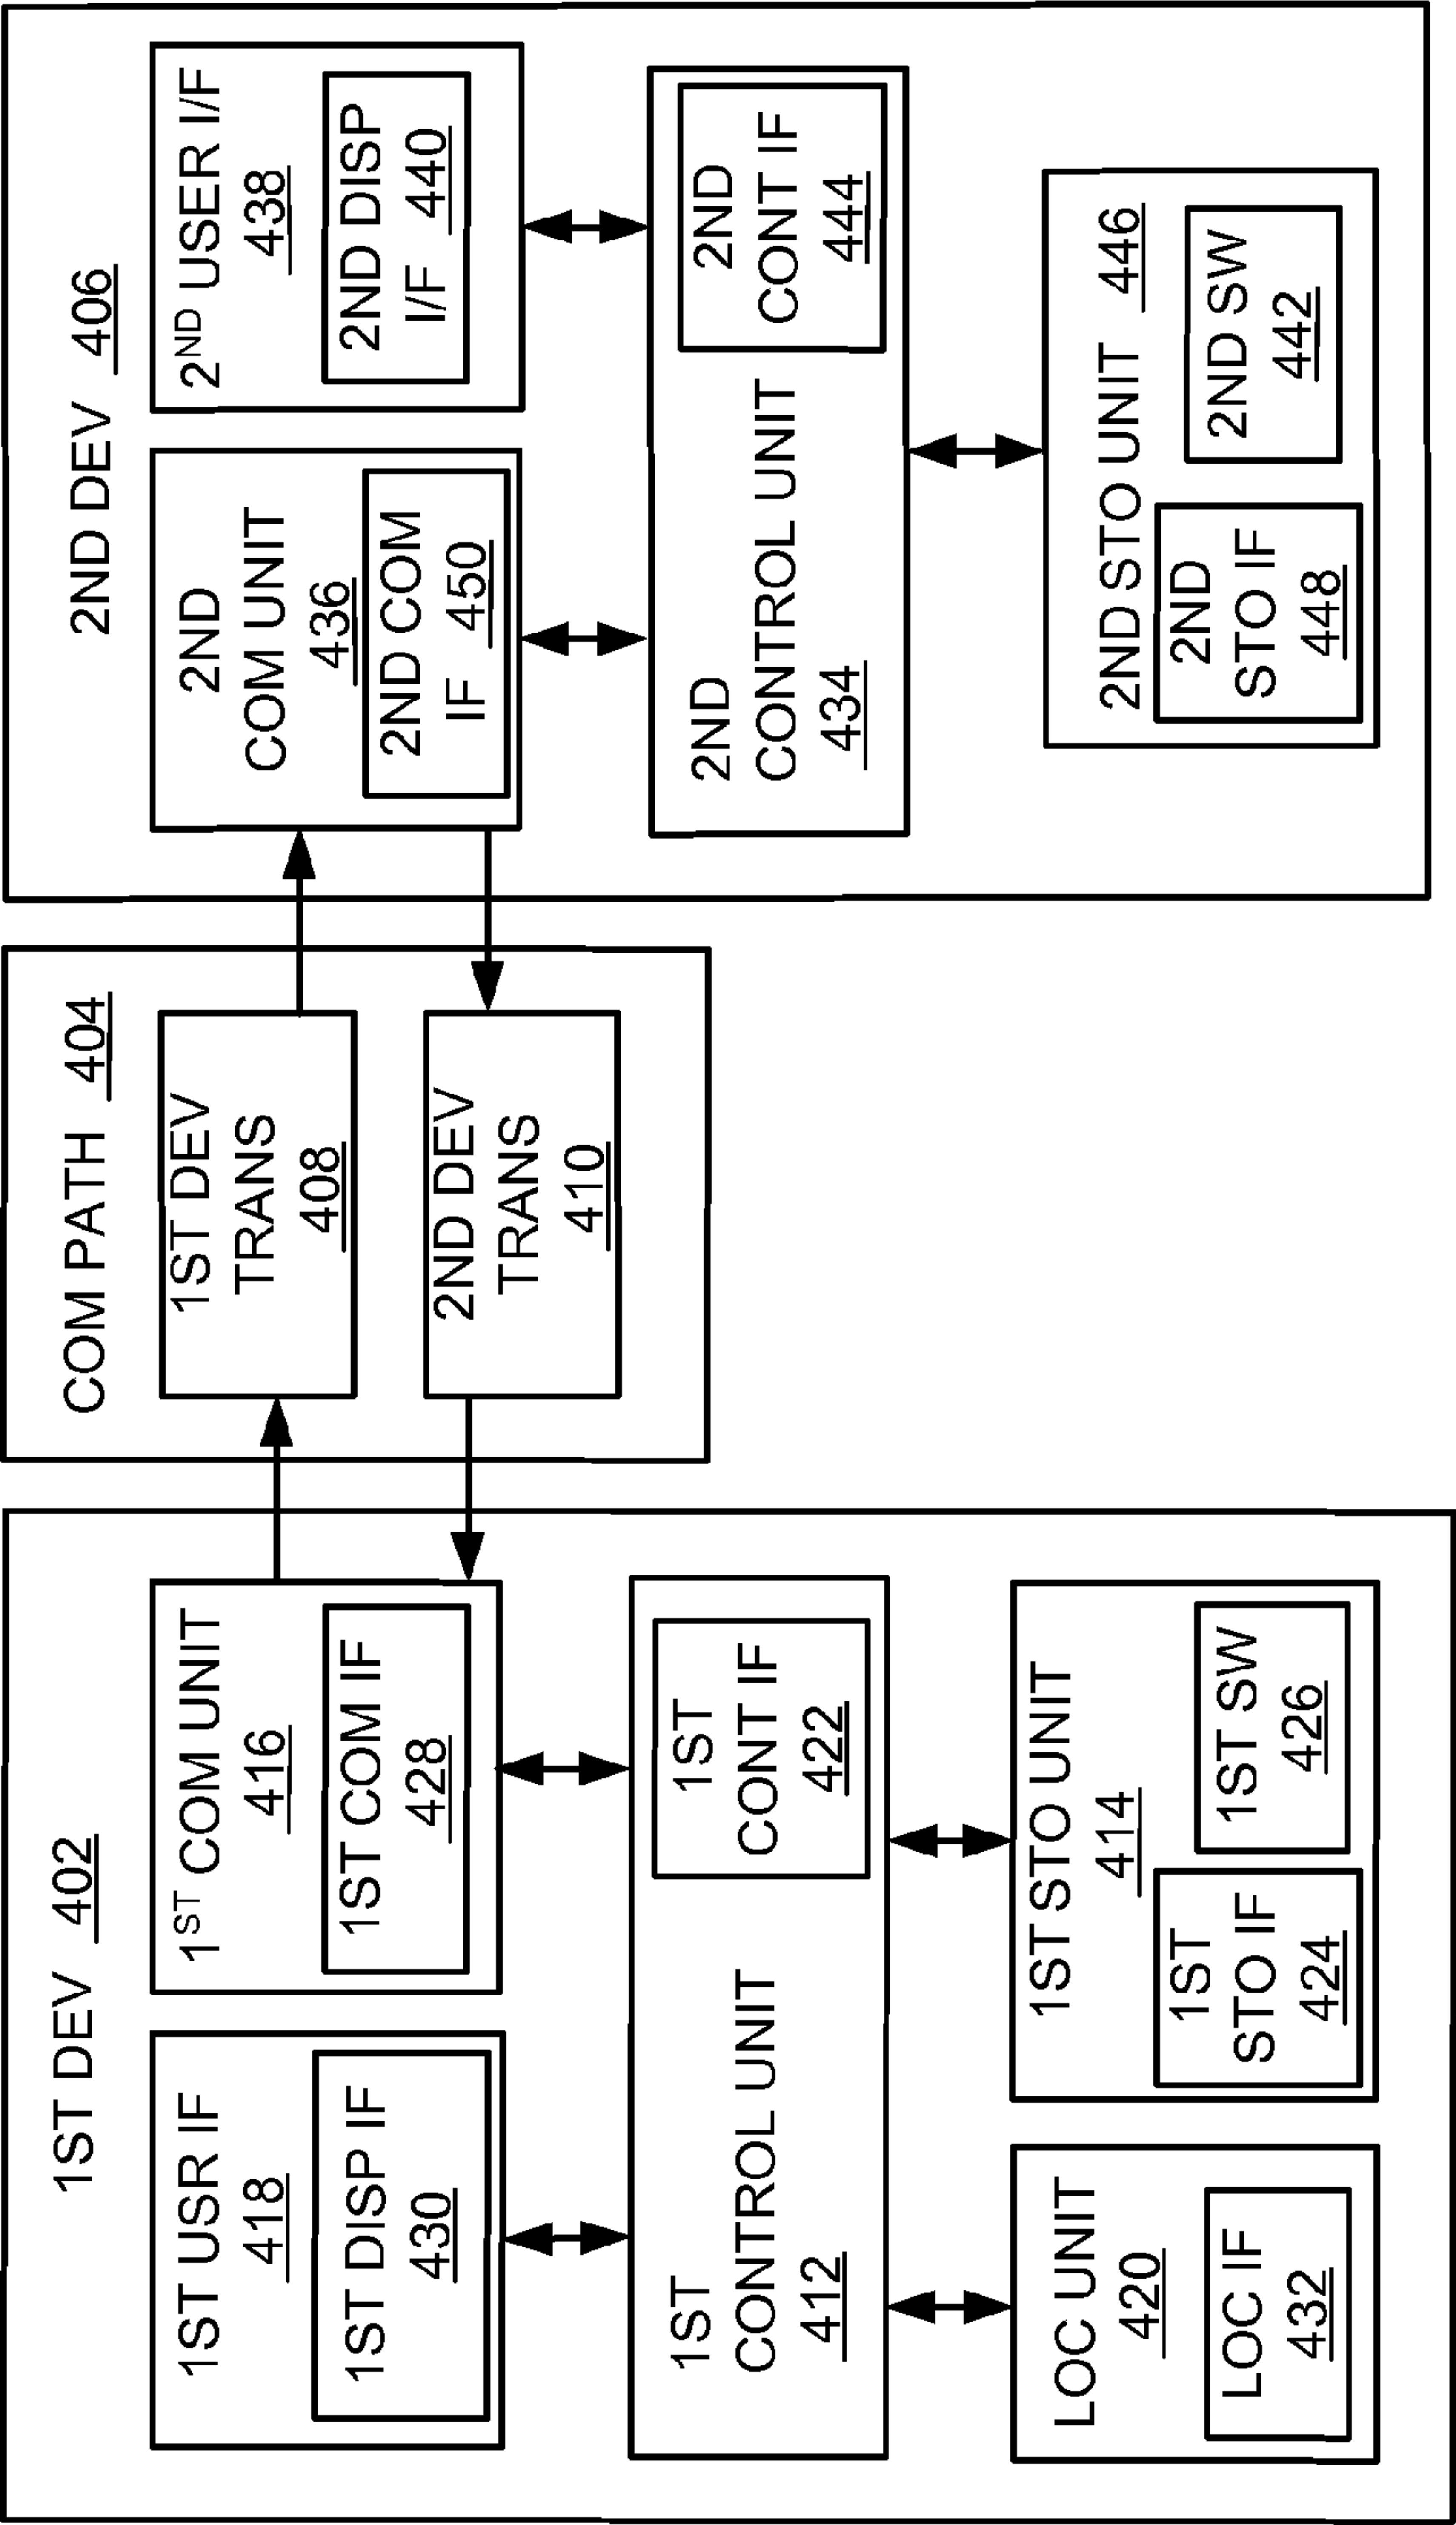 1ST DEV 402
1ST USR IF
418
1ST DISP IF
430
1ST COM UNIT
416
1ST COM IF
428
1ST
CONTROL UNIT
412
1ST
CONT IF
422
LOC UNIT
420
LOC IF
432
1ST STO UNIT
414
1ST
STO IF
424
1ST SW
426
COM PATH 404
1ST DEV
TRANS
408
2ND DEV
TRANS
410
2ND DEV 406
2ND
COM UNIT
436
2ND COM
IF 450
2ND USER I/F
438
2ND DISP
I/F 440
2ND
CONTROL UNIT
434
2ND
CONT IF
444
2ND STO UNIT 446
2ND
STO IF
448
2ND SW
442